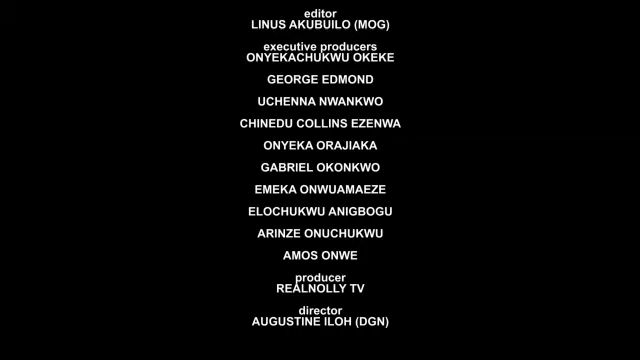 editor
LINUS AKUBUILO (MOG)
executive producers
ONYEKACHUKWU OKEKE
GEORGE EDMOND
UCHENNA NWANKWO
CHINEDU COLLINS EZENWA
ONYEKA ORAJIAKA
GABRIEL OKONKWO
EMEKA ONWUAMAEZE
ELOCHUKWU ANIGBOGU
ARINZE ONUCHUKWU
AMOS ONWE
producer
REALNOLLY TV
director
AUGUSTINE ILOH (DGN)